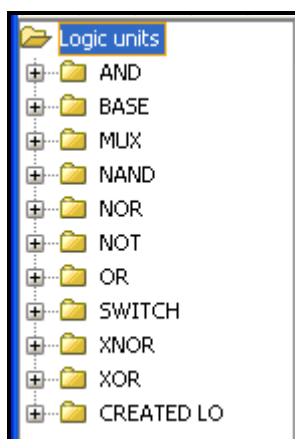 Logic units
AND
BASE
MUX
NAND
NOR
NOT
OR
SWITCH
XNOR
XOR
CREATED LO